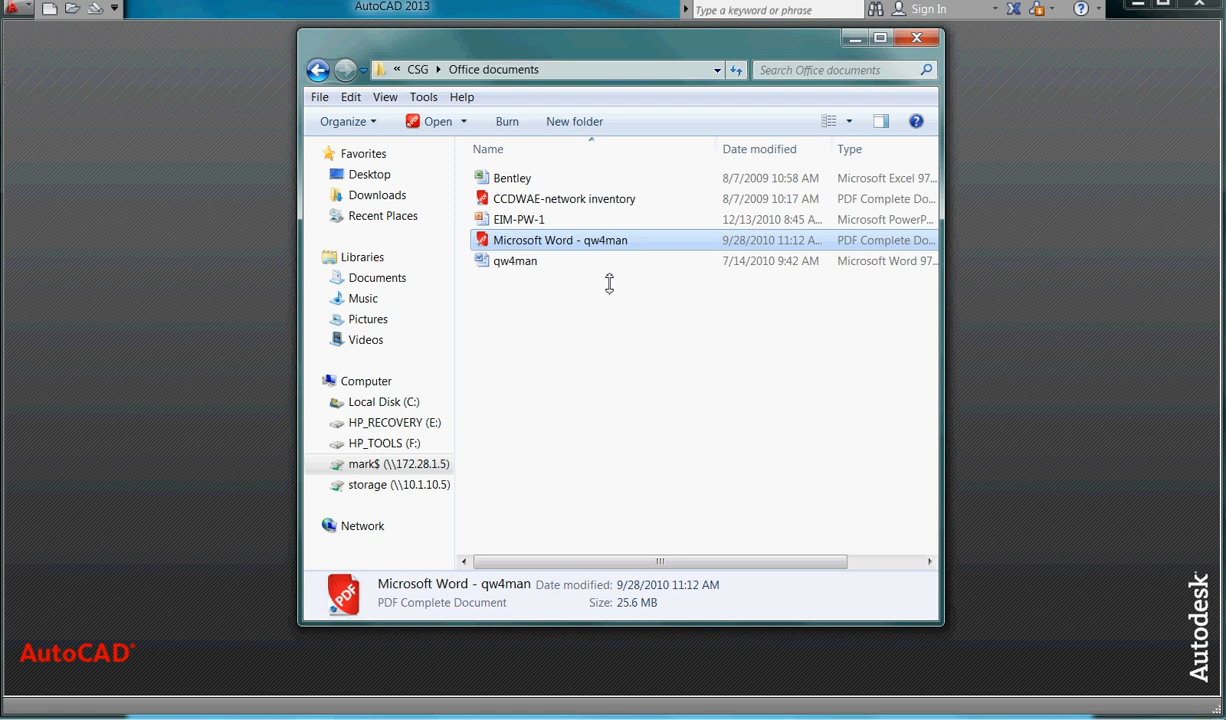 AutoCAD 2013
Type a keyword or phrase
Sign In
« CSG Office documents
Search Office documents
File Edit View Tools Help
Organize Open Burn New folder
Name Date modified Type
Bentley 8/7/2009 10:58 AM Microsoft Excel 97...
CCDWAE-network inventory 8/7/2009 10:17 AM PDF Complete Do...
EIM-PW-1 12/13/2010 8:45 A... Microsoft PowerP...
Microsoft Word - qw4man 9/28/2010 11:12 A... PDF Complete Do...
qw4man 7/14/2010 9:42 AM Microsoft Word 97...
Favorites
Desktop
Downloads
Recent Places
Libraries
Documents
Music
Pictures
Videos
Computer
Local Disk (C:)
HP_RECOVERY (E:)
HP_TOOLS (F:)
mark$ (\\172.28.1.5)
storage (\\10.1.10.5)
Network
PDF
Microsoft Word - qw4man Date modified: 9/28/2010 11:12 AM
PDF Complete Document Size: 25.6 MB
AutoCAD®
Autodesk®